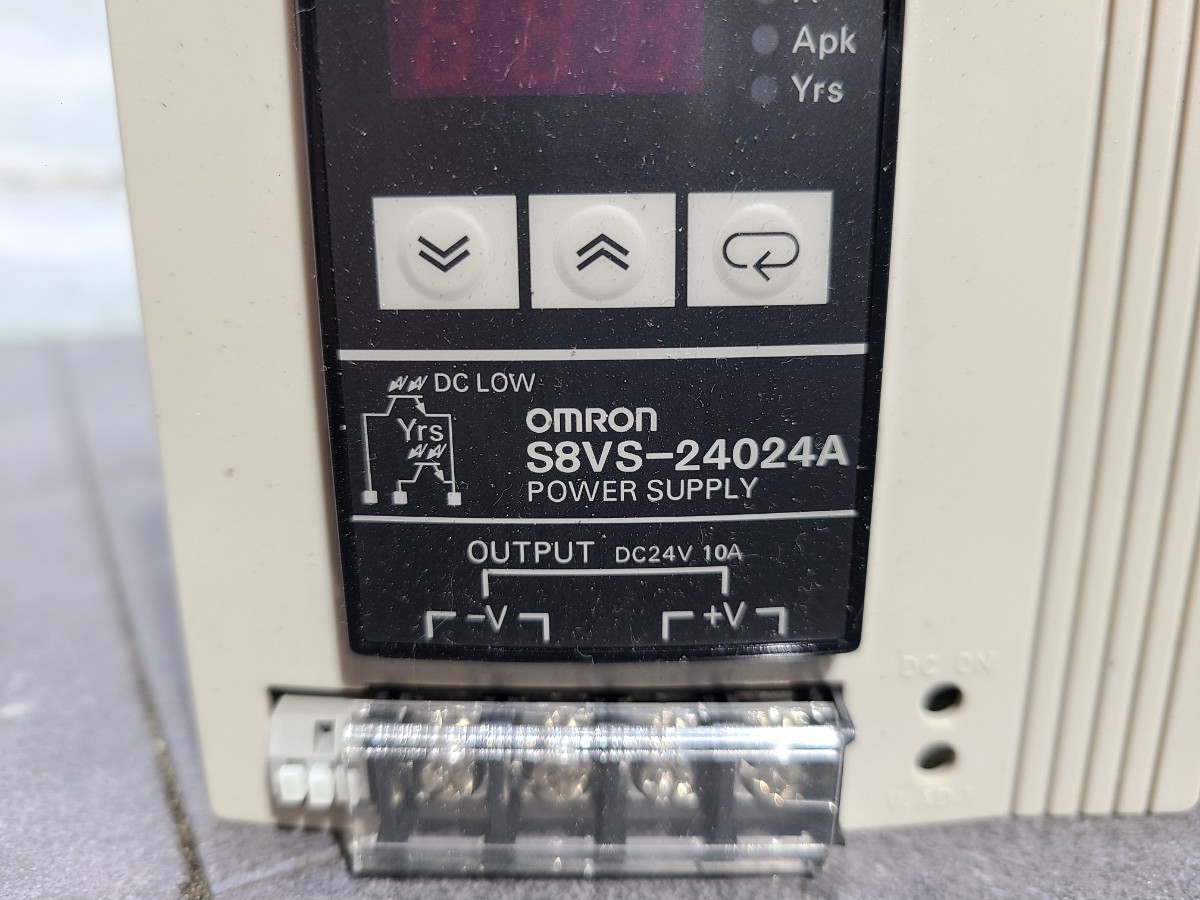 Apk
Yrs
DC LOW
Yrs
OMRON
S8VS-24024A
POWER SUPPLY
OUTPUT DC24V 10A
-V +V
DC ON